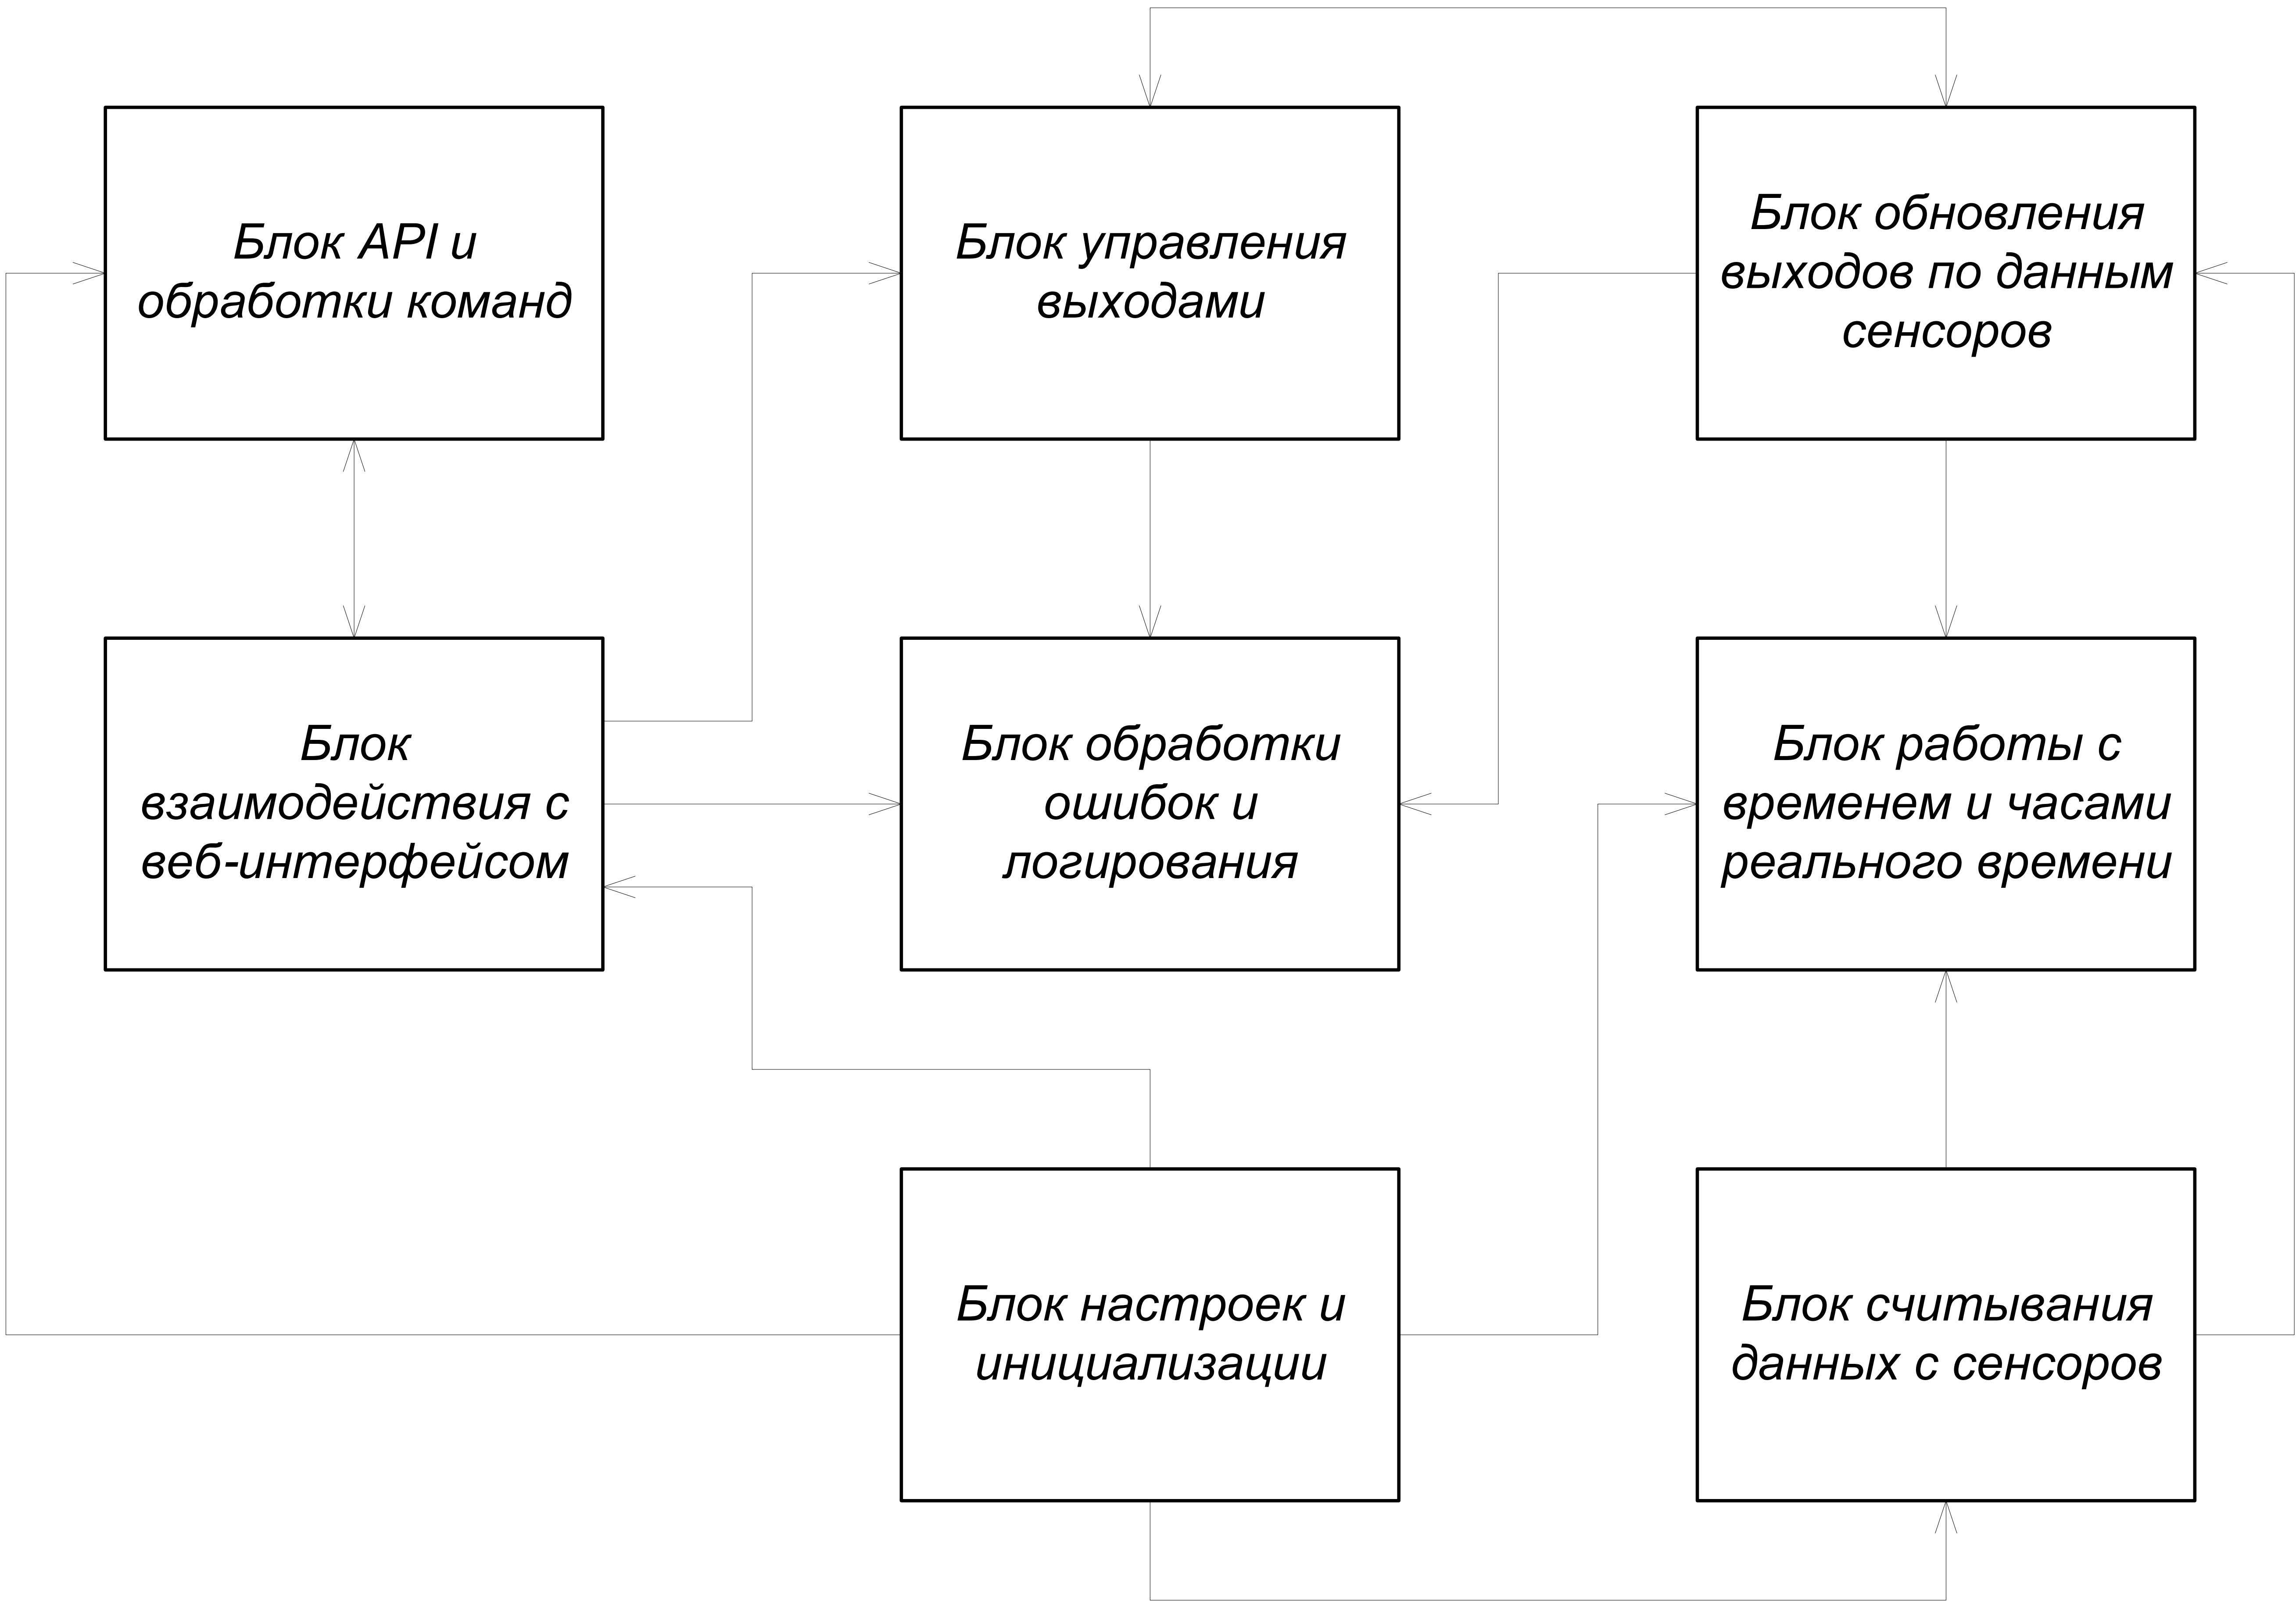 Блок API и
обработки команд
Блок управления
выходами
Блок обновления
выходов по данным
сенсоров
Блок
взаимодействия с
веб-интерфейсом
Блок обработки
ошибок и
логирования
Блок работы с
временем и часами
реального времени
Блок настроек и
инициализации
Блок считывания
данных с сенсоров